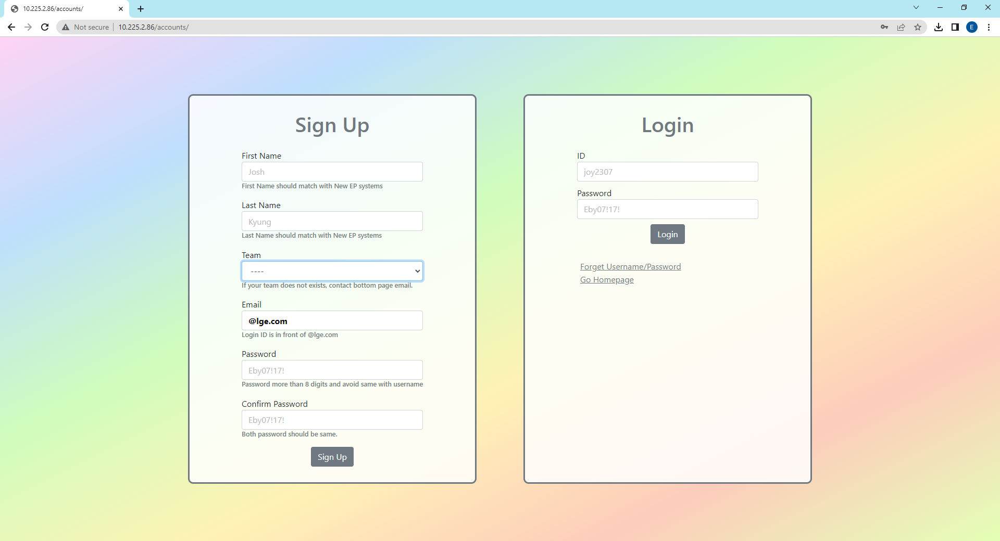 10.225.2.86/accounts/
Not secure
10.225.2.86/accounts/
E
Sign Up
First Name
Josh
First Name should match with New EP systems
Last Name
Kyung
Last Name should match with New EP systems
Team
----
If your team does not exists, contact bottom page email.
Email
@lge.com
Login ID is in front of @lge.com
Password
Eby07!17!
Password more than 8 digits and avoid same with username
Confirm Password
Eby07!17!
Both password should be same.
Sign Up
Login
ID
joy2307
Password
Eby07!17!
Login
Forget Username/Password
Go Homepage